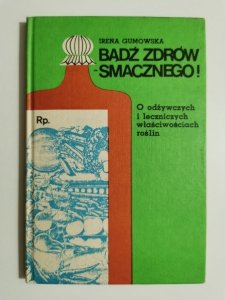 IRENA GUMOWSKA
BĄDŹ ZDRÓW
-SMACZNEGO!
O odżywczych
i leczniczych
właściwościach
roślin
Rp.